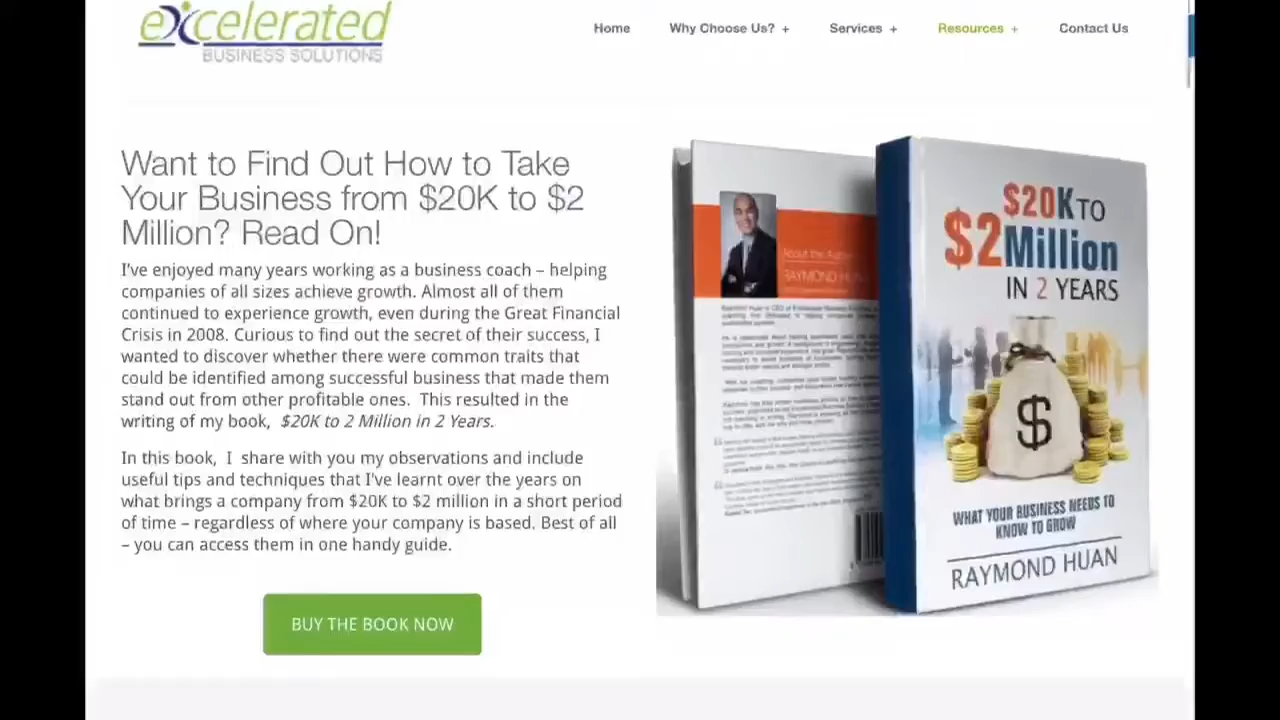 excelerated
BUSINESS SOLUTIONS
Home
Why Choose Us? +
Services +
Resources +
Contact Us
Want to Find Out How to Take
Your Business from $20K to $2
Million? Read On!
I've enjoyed many years working as a business coach – helping
companies of all sizes achieve growth. Almost all of them
continued to experience growth, even during the Great Financial
Crisis in 2008. Curious to find out the secret of their success, I
wanted to discover whether there were common traits that
could be identified among successful business that made them
stand out from other profitable ones. This resulted in the
writing of my book, $20K to 2 Million in 2 Years.
In this book, I share with you my observations and include
useful tips and techniques that I've learnt over the years on
what brings a company from $20K to $2 million in a short period
of time – regardless of where your company is based. Best of all
– you can access them in one handy guide.
BUY THE BOOK NOW
About the Author
RAYMOND HUAN
$20K TO
$2 Million
IN 2 YEARS
$
WHAT YOUR BUSINESS NEEDS TO
KNOW TO GROW
RAYMOND HUAN